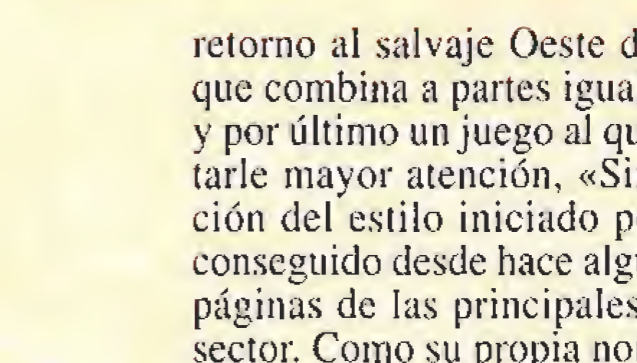 retorno al salvaje Oeste d
que combina a partes igua
y por último un juego al qu
tarle mayor atención, «Si
ción del estilo iniciado p
conseguido desde hace algu
páginas de las principales
sector. Como su propia no